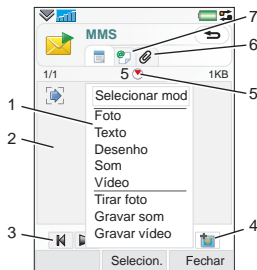 7
MMS
6
1/1
5
1KB
5
Selecionar mod
1
Foto
Texto
2
Desenho
Som
Vídeo
Tirar foto
3
Gravar som
4
Gravar vídeo
Selecion.
Fechar